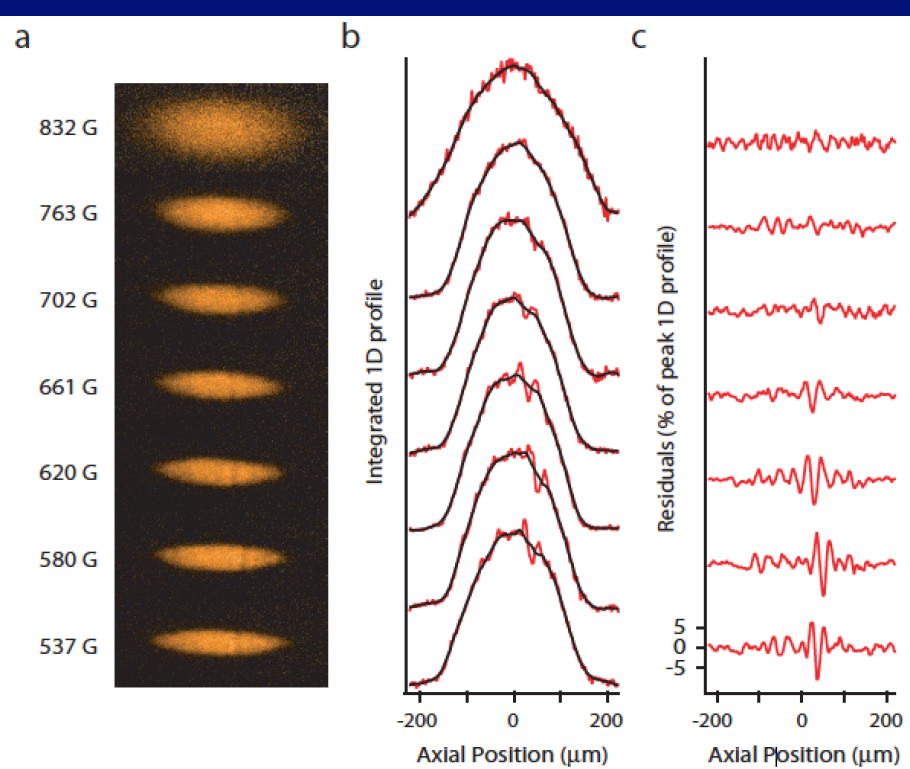 a
832 G
763 G
702 G
661 G
620 G
580 G
537 G
b
Integrated 1D profile
-200
0
200
Axial Position (μm)
c
Residuals (% of peak 1D profile)
5
0
-5
-200
0
200
Axial Position (μm)